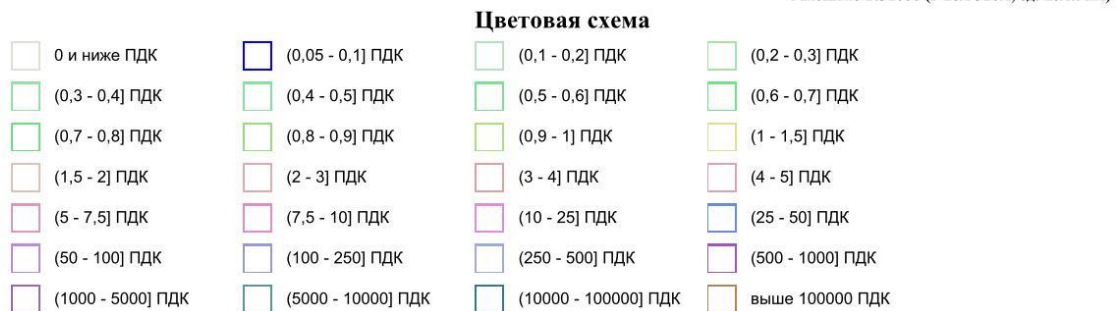 Цветовая схема
0 и ниже ПДК (0,05 - 0,1] ПДК (0,1 - 0,2] ПДК (0,2 - 0,3] ПДК
(0,3 - 0,4] ПДК (0,4 - 0,5] ПДК (0,5 - 0,6] ПДК (0,6 - 0,7] ПДК
(0,7 - 0,8] ПДК (0,8 - 0,9] ПДК (0,9 - 1] ПДК (1 - 1,5] ПДК
(1,5 - 2] ПДК (2 - 3] ПДК (3 - 4] ПДК (4 - 5] ПДК
(5 - 7,5] ПДК (7,5 - 10] ПДК (10 - 25] ПДК (25 - 50] ПДК
(50 - 100] ПДК (100 - 250] ПДК (250 - 500] ПДК (500 - 1000] ПДК
(1000 - 5000] ПДК (5000 - 10000] ПДК (10000 - 100000] ПДК выше 100000 ПДК